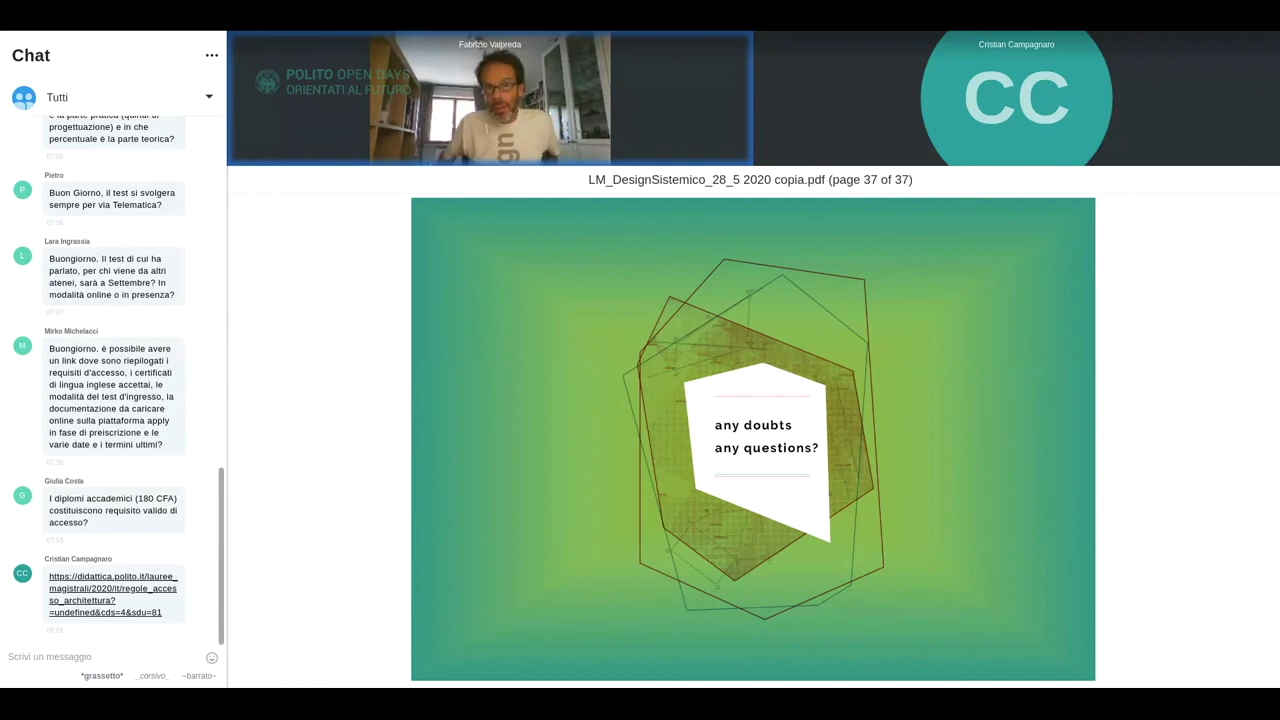 Chat
Tutti
e la parte pratica (quindi di
progettuazione) e in che
percentuale è la parte teorica?
07:56
Pietro
P
Buon Giorno, il test si svolgera
sempre per via Telematica?
07:56
Lara Ingrassia
L
Buongiorno. Il test di cui ha
parlato, per chi viene da altri
atenei, sarà a Settembre? In
modalità online o in presenza?
07:57
Mirko Michelacci
M
Buongiorno. è possibile avere
un link dove sono riepilogati i
requisiti d'accesso, i certificati
di lingua inglese accettai, le
modalità del test d'ingresso, la
documentazione da caricare
online sulla piattaforma apply
in fase di preiscrizione e le
varie date e i termini ultimi?
Giulia Costa
G
I diplomi accademici (180 CFA)
costituiscono requisito valido di
accesso?
Cristian Campagnaro
CC
https://didattica.polito.it/lauree_
magistrali/2020/it/regole_acces
so_architettura?
=undefined&cds=4&sdu=81
Scrivi un messaggio
*grassetto* _corsivo_ ~barrato~
Fabrizio Valpreda
POLITO OPEN DAYS
ORIENTATI AL FUTURO
Cristian Campagnaro
CC
LM_DesignSistemico_28_5 2020 copia.pdf (page 37 of 37)
any doubts
any questions?